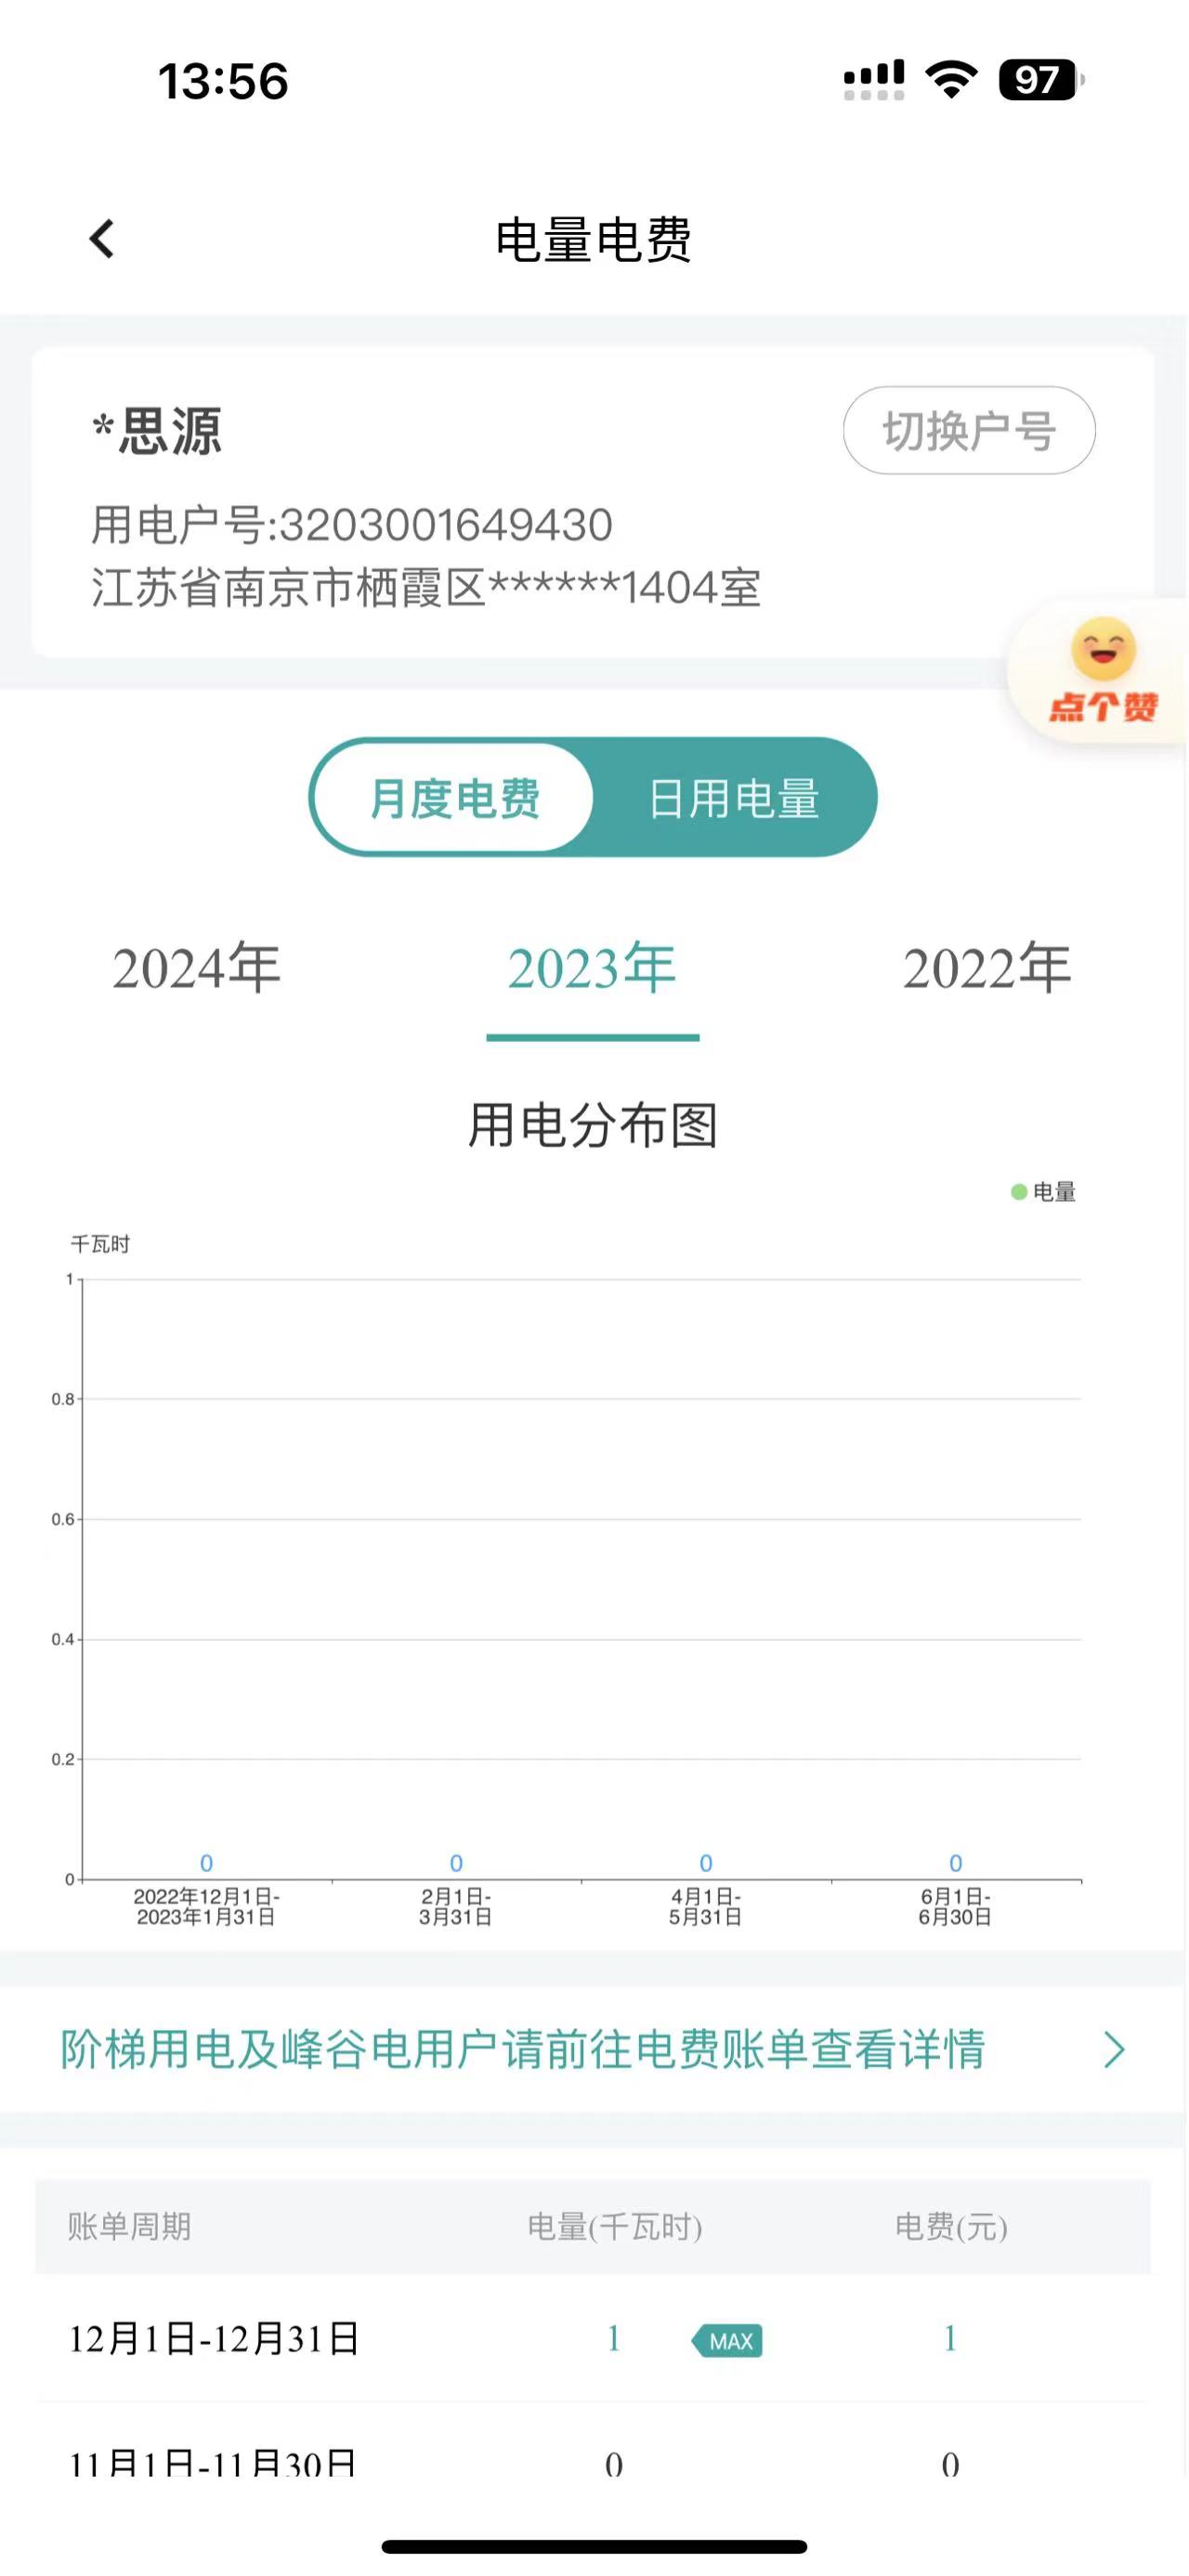 13:56
97
电量电费
*思源
切换户号
用电户号:3203001649430
江苏省南京市栖霞区******1404室
点个赞
月度电费 日用电量
2024年 2023年 2022年
用电分布图
电量
千瓦时
1
0.8
0.6
0.4
0.2
0
0 0 0 0
2022年12月1日- 2月1日- 4月1日- 6月1日-
2023年1月31日 3月31日 5月31日 6月30日
阶梯用电及峰谷电用户请前往电费账单查看详情
账单周期 电量(千瓦时) 电费(元)
12月1日-12月31日 1 MAX 1
11月1日-11月30日 0 0